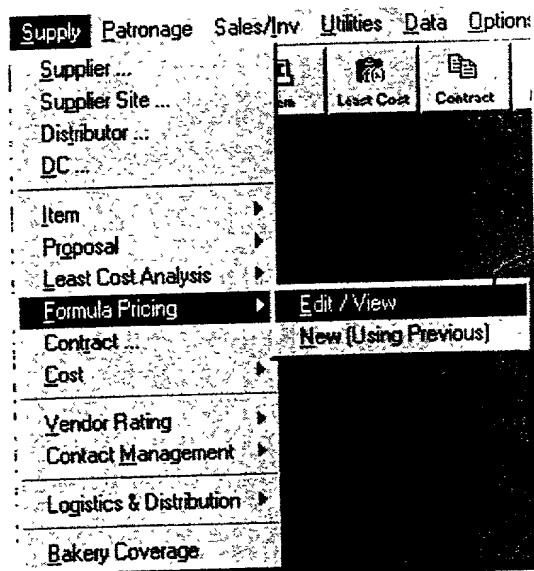 Supply Patronage Sales/Inv Utilities Data Options
Supplier ...
Supplier Site ...
Distributor ...
DC ...
Least Cost
Contract
Item
Proposal
Least Cost Analysis
Formula Pricing
Edit / View
New (Using Previous)
Contract ...
Cost
Vendor Rating
Contact Management
Logistics & Distribution
Bakery Coverage